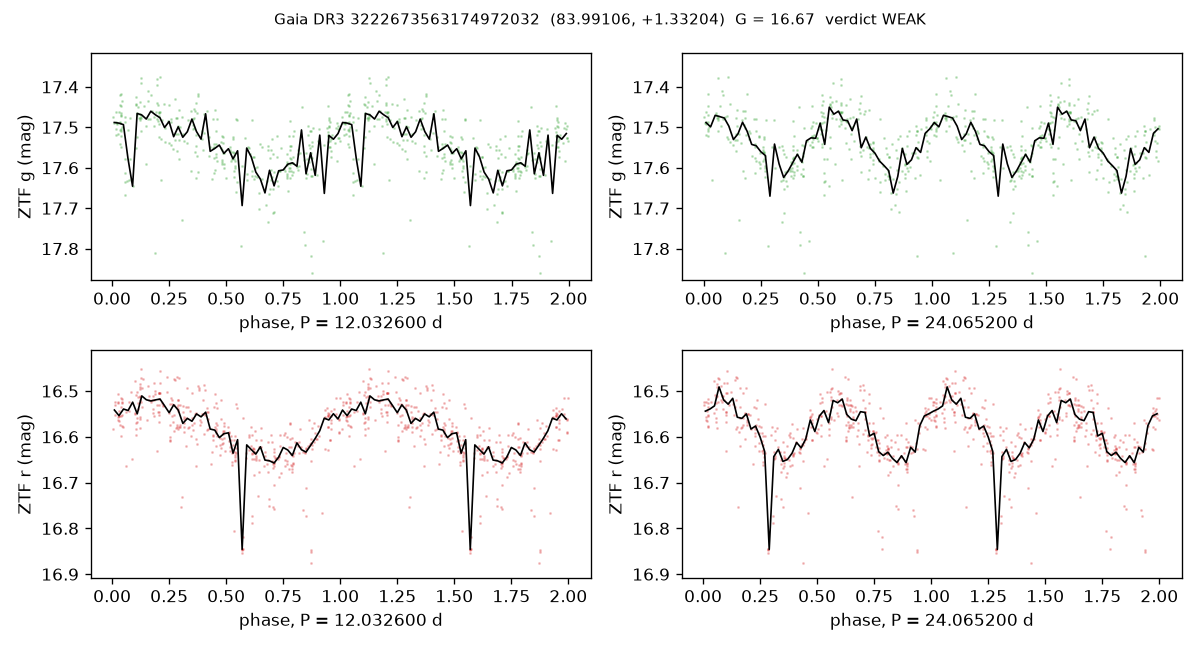 Gaia DR3 3222673563174972032 (83.99106, +1.33204) G = 16.67 verdict WEAK
ZTF g (mag)
17.4
17.5
17.6
17.7
17.8
0.00 0.25 0.50 0.75 1.00 1.25 1.50 1.75 2.00
phase, P = 12.032600 d
ZTF g (mag)
17.4
17.5
17.6
17.7
17.8
0.00 0.25 0.50 0.75 1.00 1.25 1.50 1.75 2.00
phase, P = 24.065200 d
ZTF r (mag)
16.5
16.6
16.7
16.8
16.9
0.00 0.25 0.50 0.75 1.00 1.25 1.50 1.75 2.00
phase, P = 12.032600 d
ZTF r (mag)
16.5
16.6
16.7
16.8
16.9
0.00 0.25 0.50 0.75 1.00 1.25 1.50 1.75 2.00
phase, P = 24.065200 d